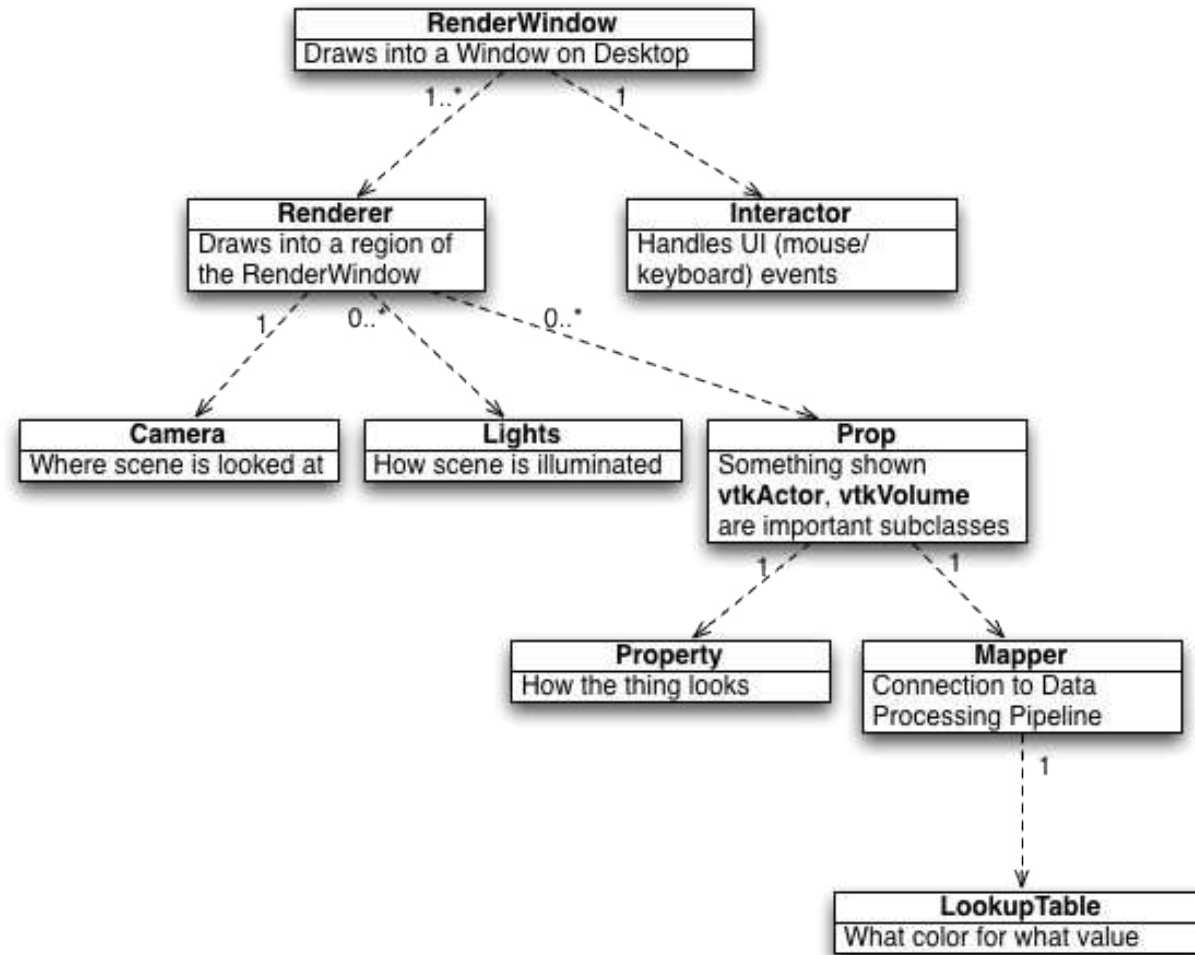 RenderWindow
Draws into a Window on Desktop
1..*
1
Renderer
Draws into a region of
the RenderWindow
Interactor
Handles UI (mouse/
keyboard) events
1
0..*
0..*
Camera
Where scene is looked at
Lights
How scene is illuminated
Prop
Something shown
vtkActor, vtkVolume
are important subclasses
1
1
Property
How the thing looks
Mapper
Connection to Data
Processing Pipeline
1
LookupTable
What color for what value